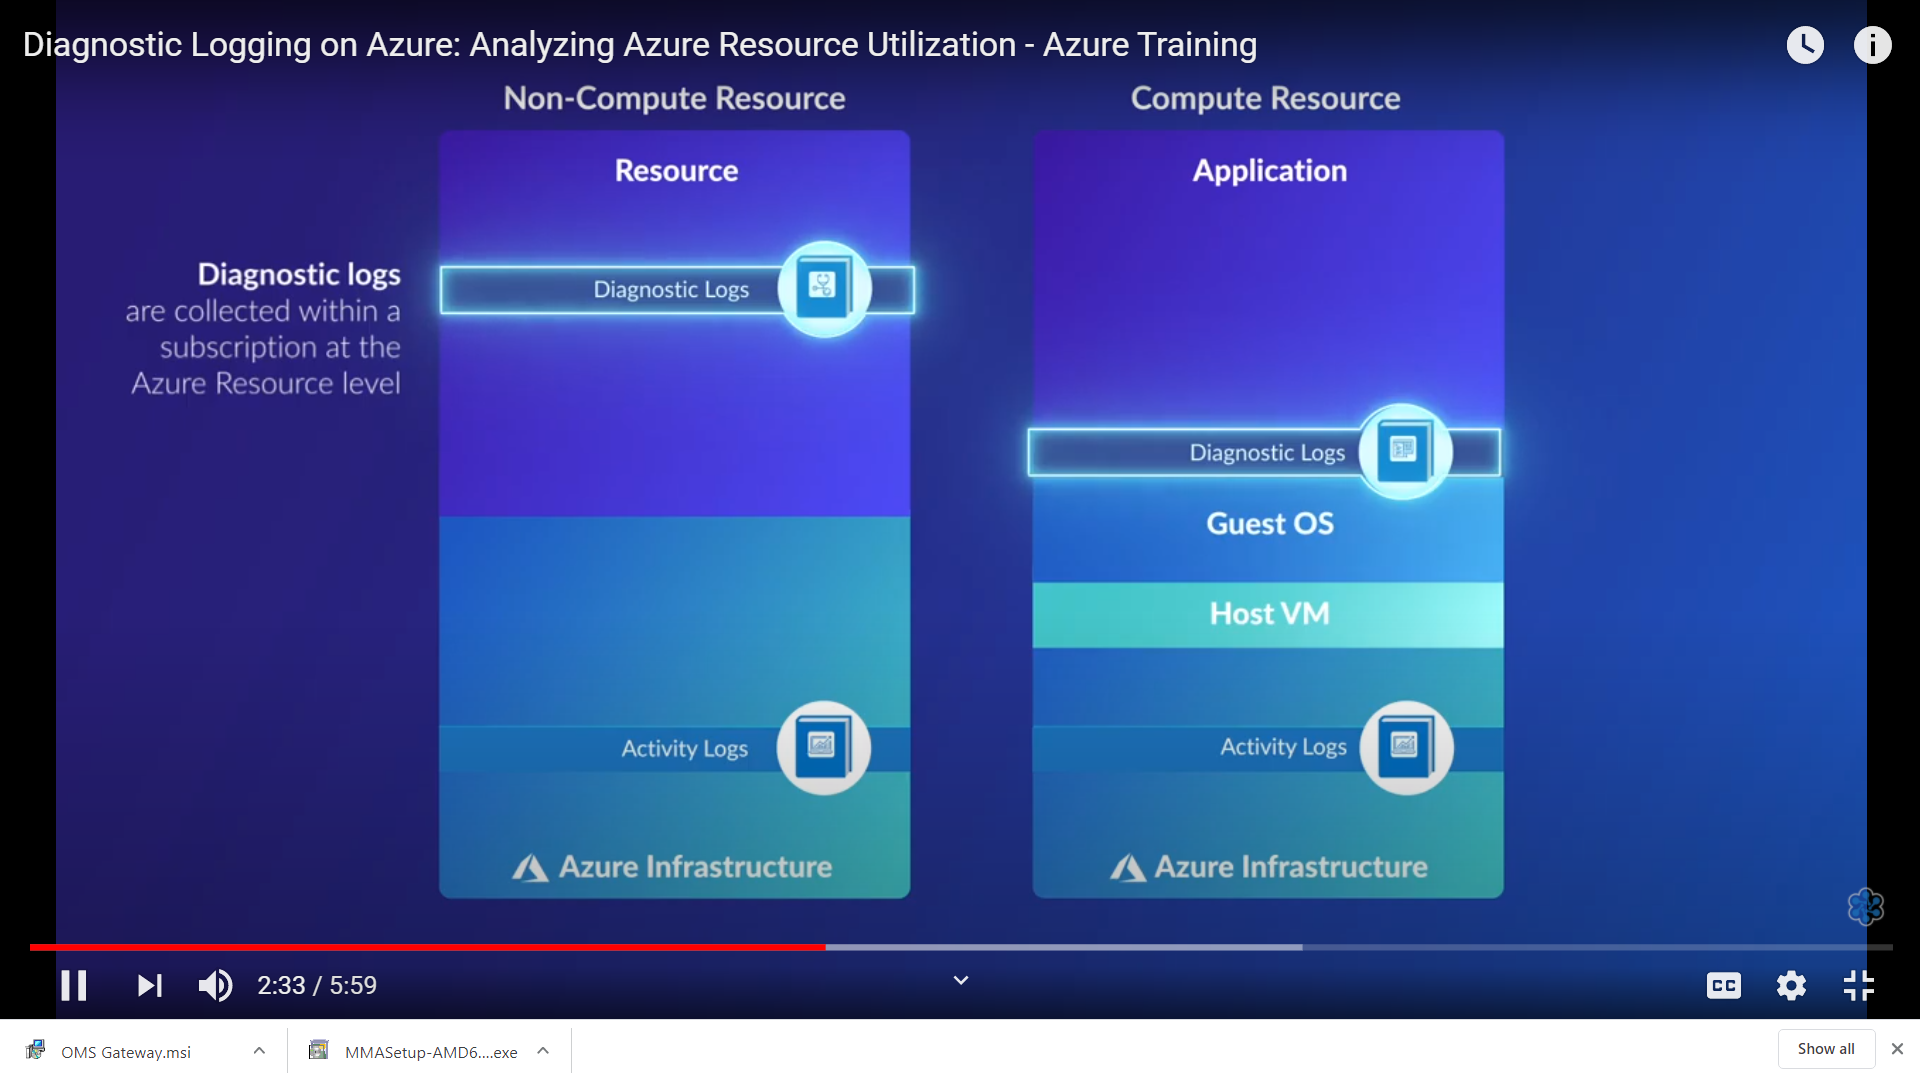 Diagnostic Logging on Azure: Analyzing Azure Resource Utilization - Azure Training
Non-Compute Resource
Compute Resource
Resource
Application
Diagnostic logs
are collected within a
subscription at the
Azure Resource level
Diagnostic Logs
Diagnostic Logs
Guest OS
Host VM
Activity Logs
Activity Logs
Azure Infrastructure
Azure Infrastructure
2:33 / 5:59
CC
OMS Gateway.msi
MMASetup-AMD6....exe
Show all